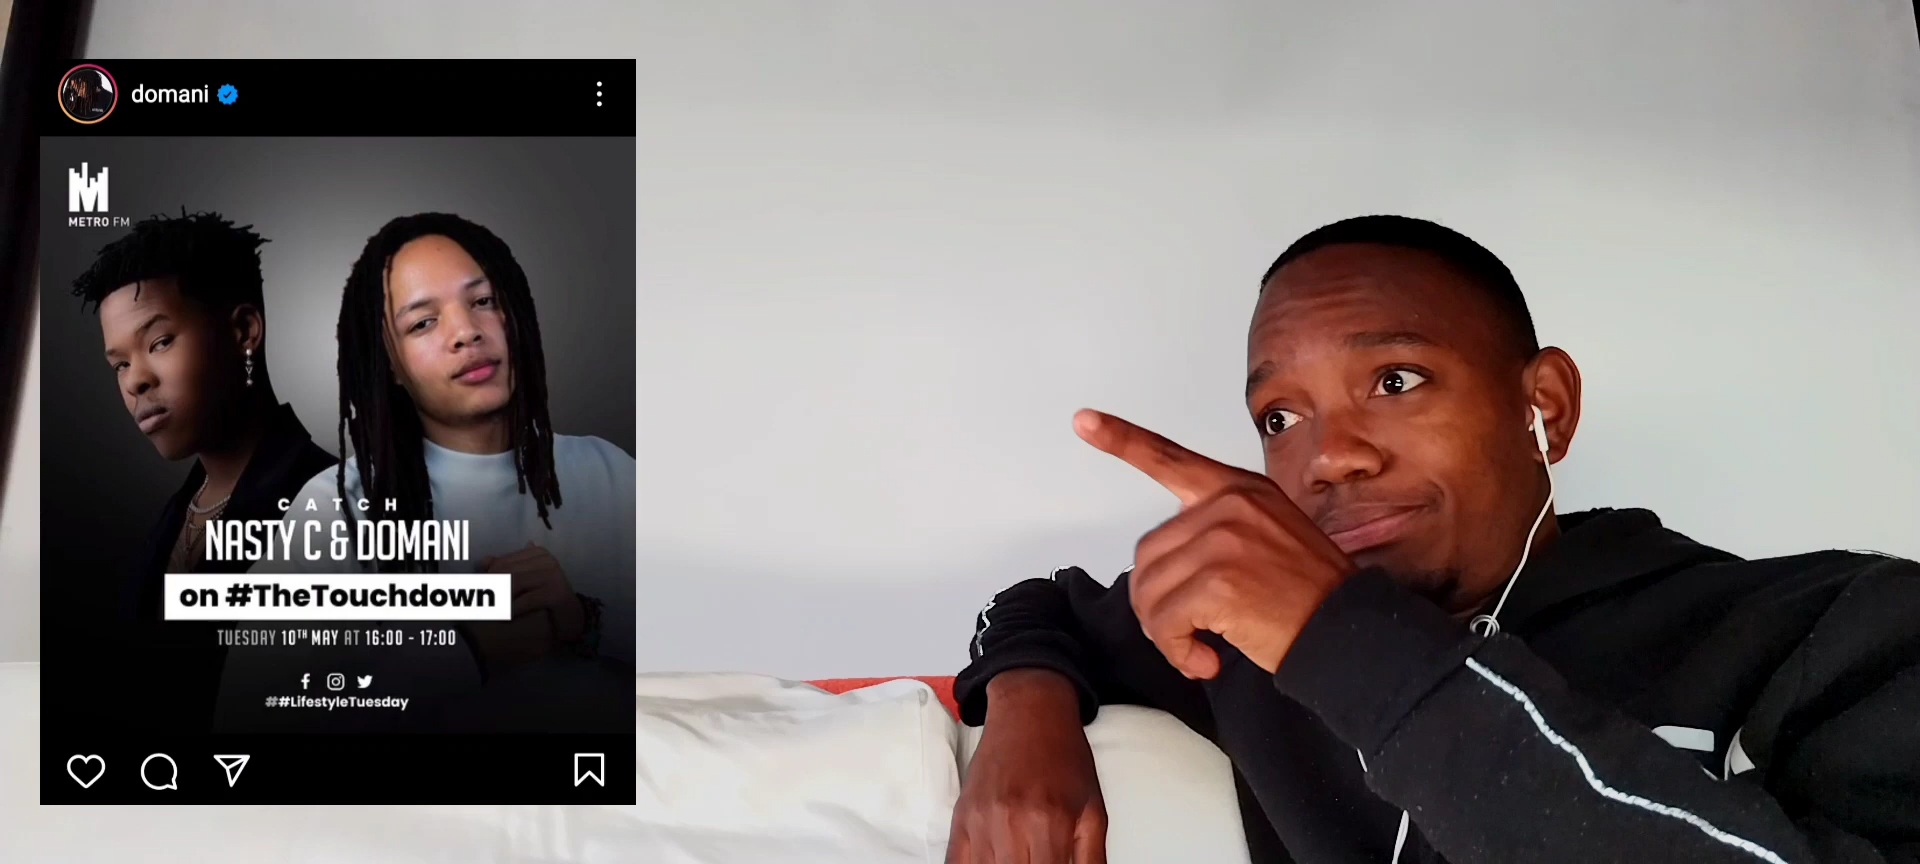 domani
METRO FM
CATCH
NASTY C & DOMANI
on #TheTouchdown
TUESDAY 10TH MAY AT 16:00 - 17:00
##LifestyleTuesday